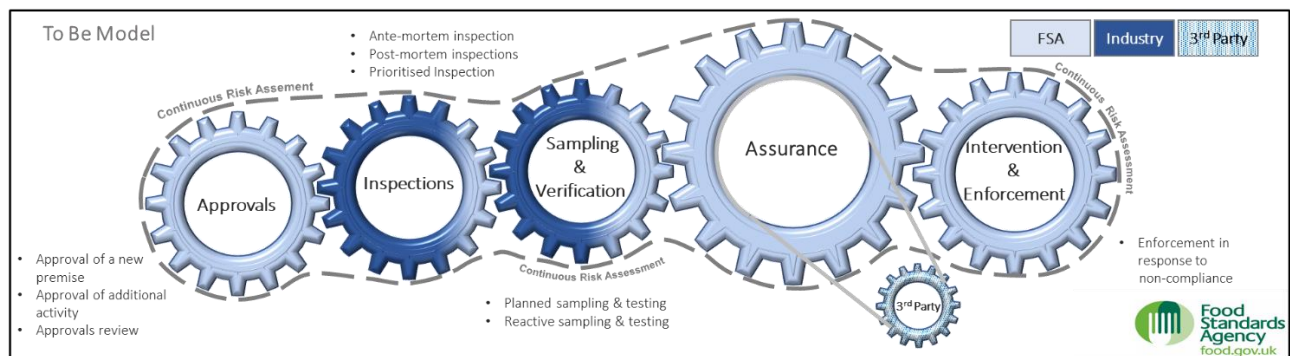 To Be Model
• Ante-mortem inspection
• Post-mortem inspections
• Prioritised Inspection
FSA
Industry
3rd Party
Continuous Risk Assement
Continuous Risk Assessment
Approvals
Inspections
Sampling
&
Verification
Assurance
Intervention
&
Enforcement
3rd Party
Continuous Risk Assessment
• Approval of a new
premise
• Approval of additional
activity
• Approvals review
• Planned sampling & testing
• Reactive sampling & testing
• Enforcement in
response to
non-compliance
Food
Standards
Agency
food.gov.uk